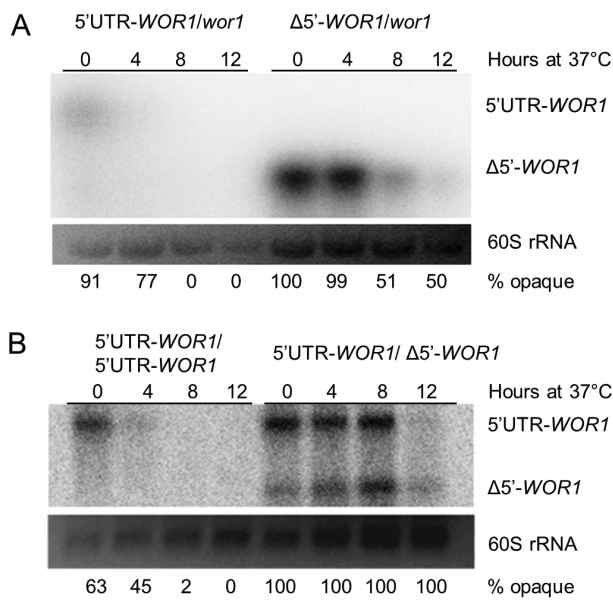 A
5'UTR-WOR1/wor1 Δ5'-WOR1/wor1
0 4 8 12 0 4 8 12 Hours at 37°C
5'UTR-WOR1
Δ5'-WOR1
60S rRNA
91 77 0 0 100 99 51 50 % opaque
B
5'UTR-WOR1/
5'UTR-WOR1 5'UTR-WOR1/ Δ5'-WOR1
0 4 8 12 0 4 8 12 Hours at 37°C
5'UTR-WOR1
Δ5'-WOR1
60S rRNA
63 45 2 0 100 100 100 100 % opaque